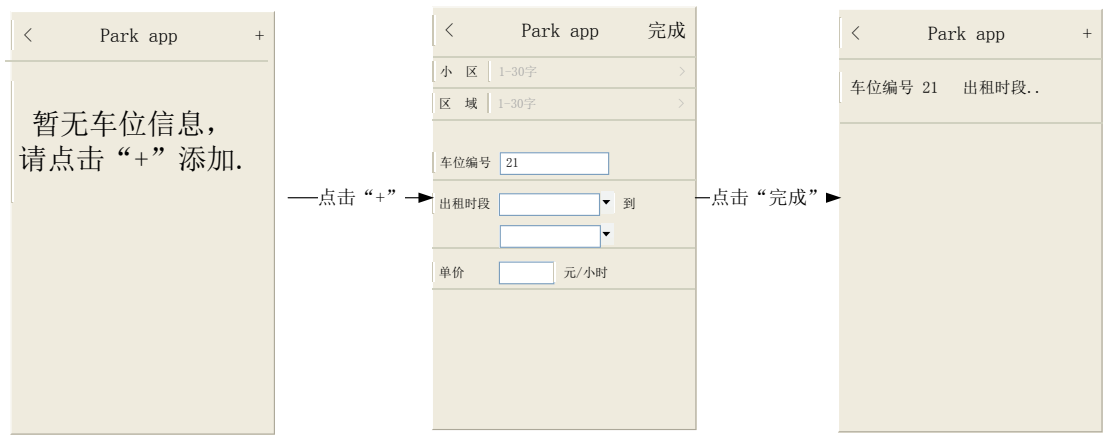 < Park app +
暂无车位信息，
请点击“+”添加.
点击“+”
< Park app 完成
小 区 1-30字 >
区 域 1-30字 >
车位编号 21
出租时段 到
单价 元/小时
点击“完成”
< Park app +
车位编号 21 出租时段..